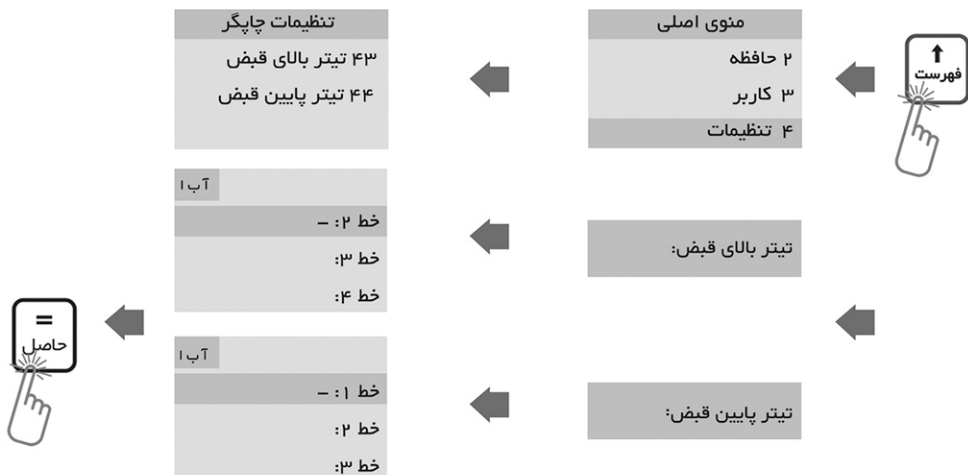 فهرست
منوی اصلی
۲ حافظه
۳ کاربر
۴ تنظیمات
تنظیمات چاپگر
۴۳ تیتر بالای قبض
۴۴ تیتر پایین قبض
تیتر بالای قبض:
آ ب ا
خط ۲: –
خط ۳:
خط ۴:
تیتر پایین قبض:
آ ب ا
خط ۱: –
خط ۲:
خط ۳:
=
حاصل